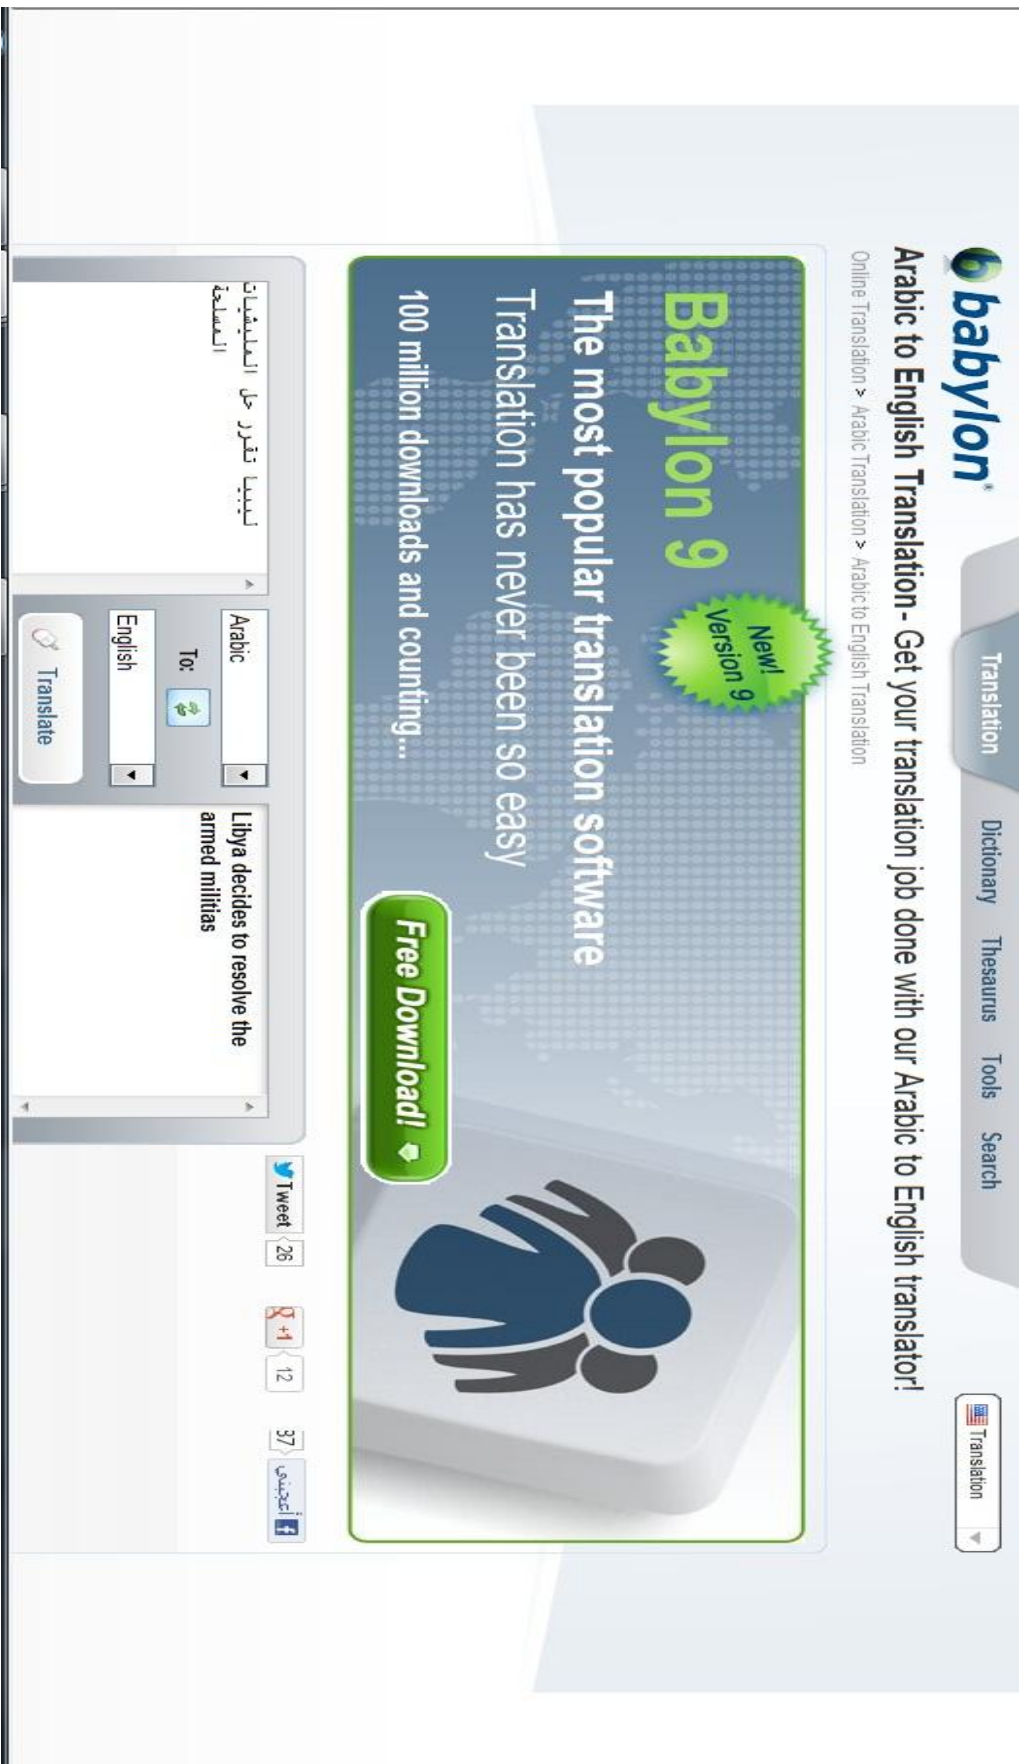 babylon
Translation Dictionary Thesaurus Tools Search
Translation
Arabic to English Translation- Get your translation job done with our Arabic to English translator!
Online Translation > Arabic Translation > Arabic to English Translation
Babylon 9
New!
Version 9
The most popular translation software
Translation has never been so easy
100 million downloads and counting...
Free Download!
Tweet 26 +1 12 37 أعجبني
ليبيا تقرر حل المليشيات
المسلحة
Arabic
To:
English
Translate
Libya decides to resolve the
armed militias